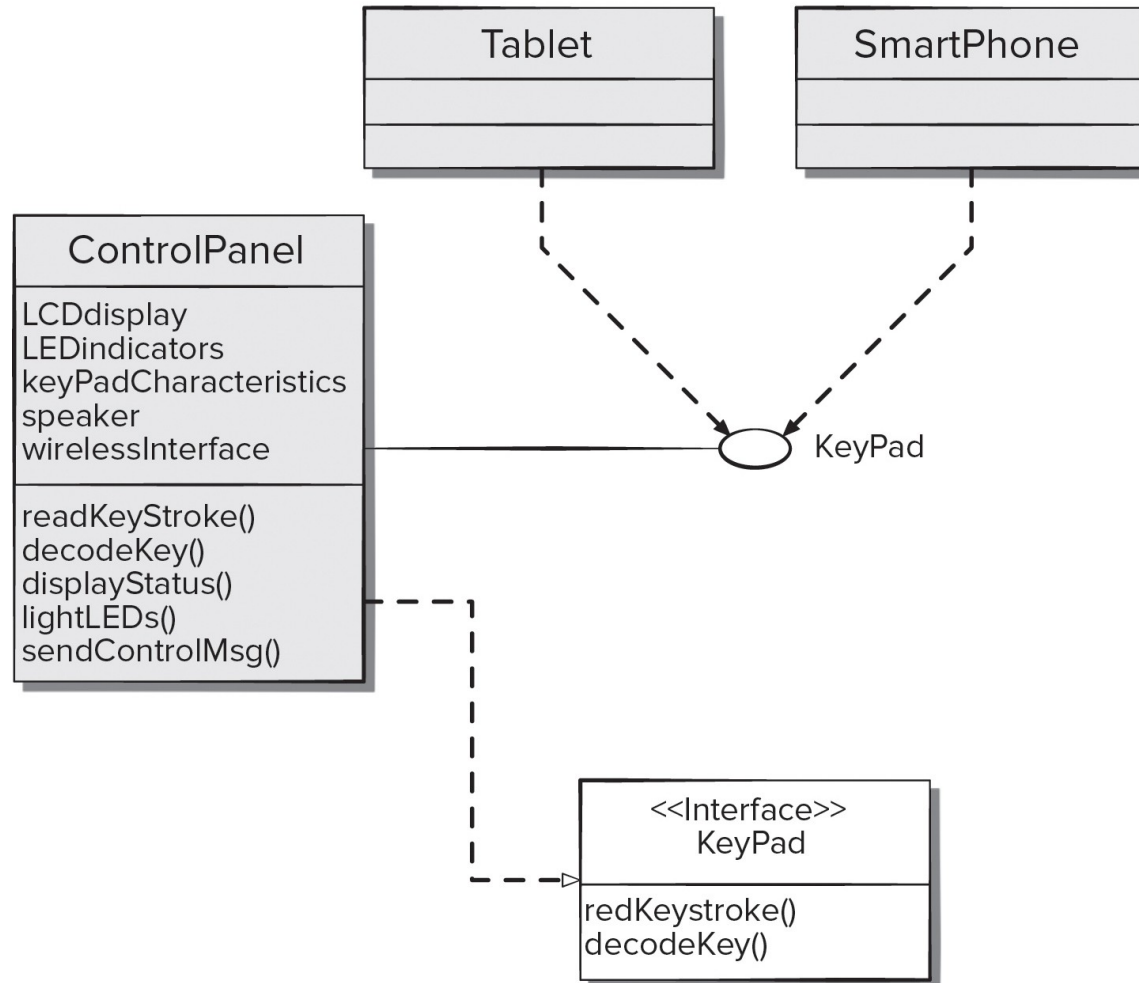 Tablet
SmartPhone
ControlPanel
LCDdisplay
LEDindicators
keyPadCharacteristics
speaker
wirelessInterface
KeyPad
readKeyStroke()
decodeKey()
displayStatus()
lightLEDs()
sendControlMsg()
<<Interface>>
KeyPad
redKeystroke()
decodeKey()